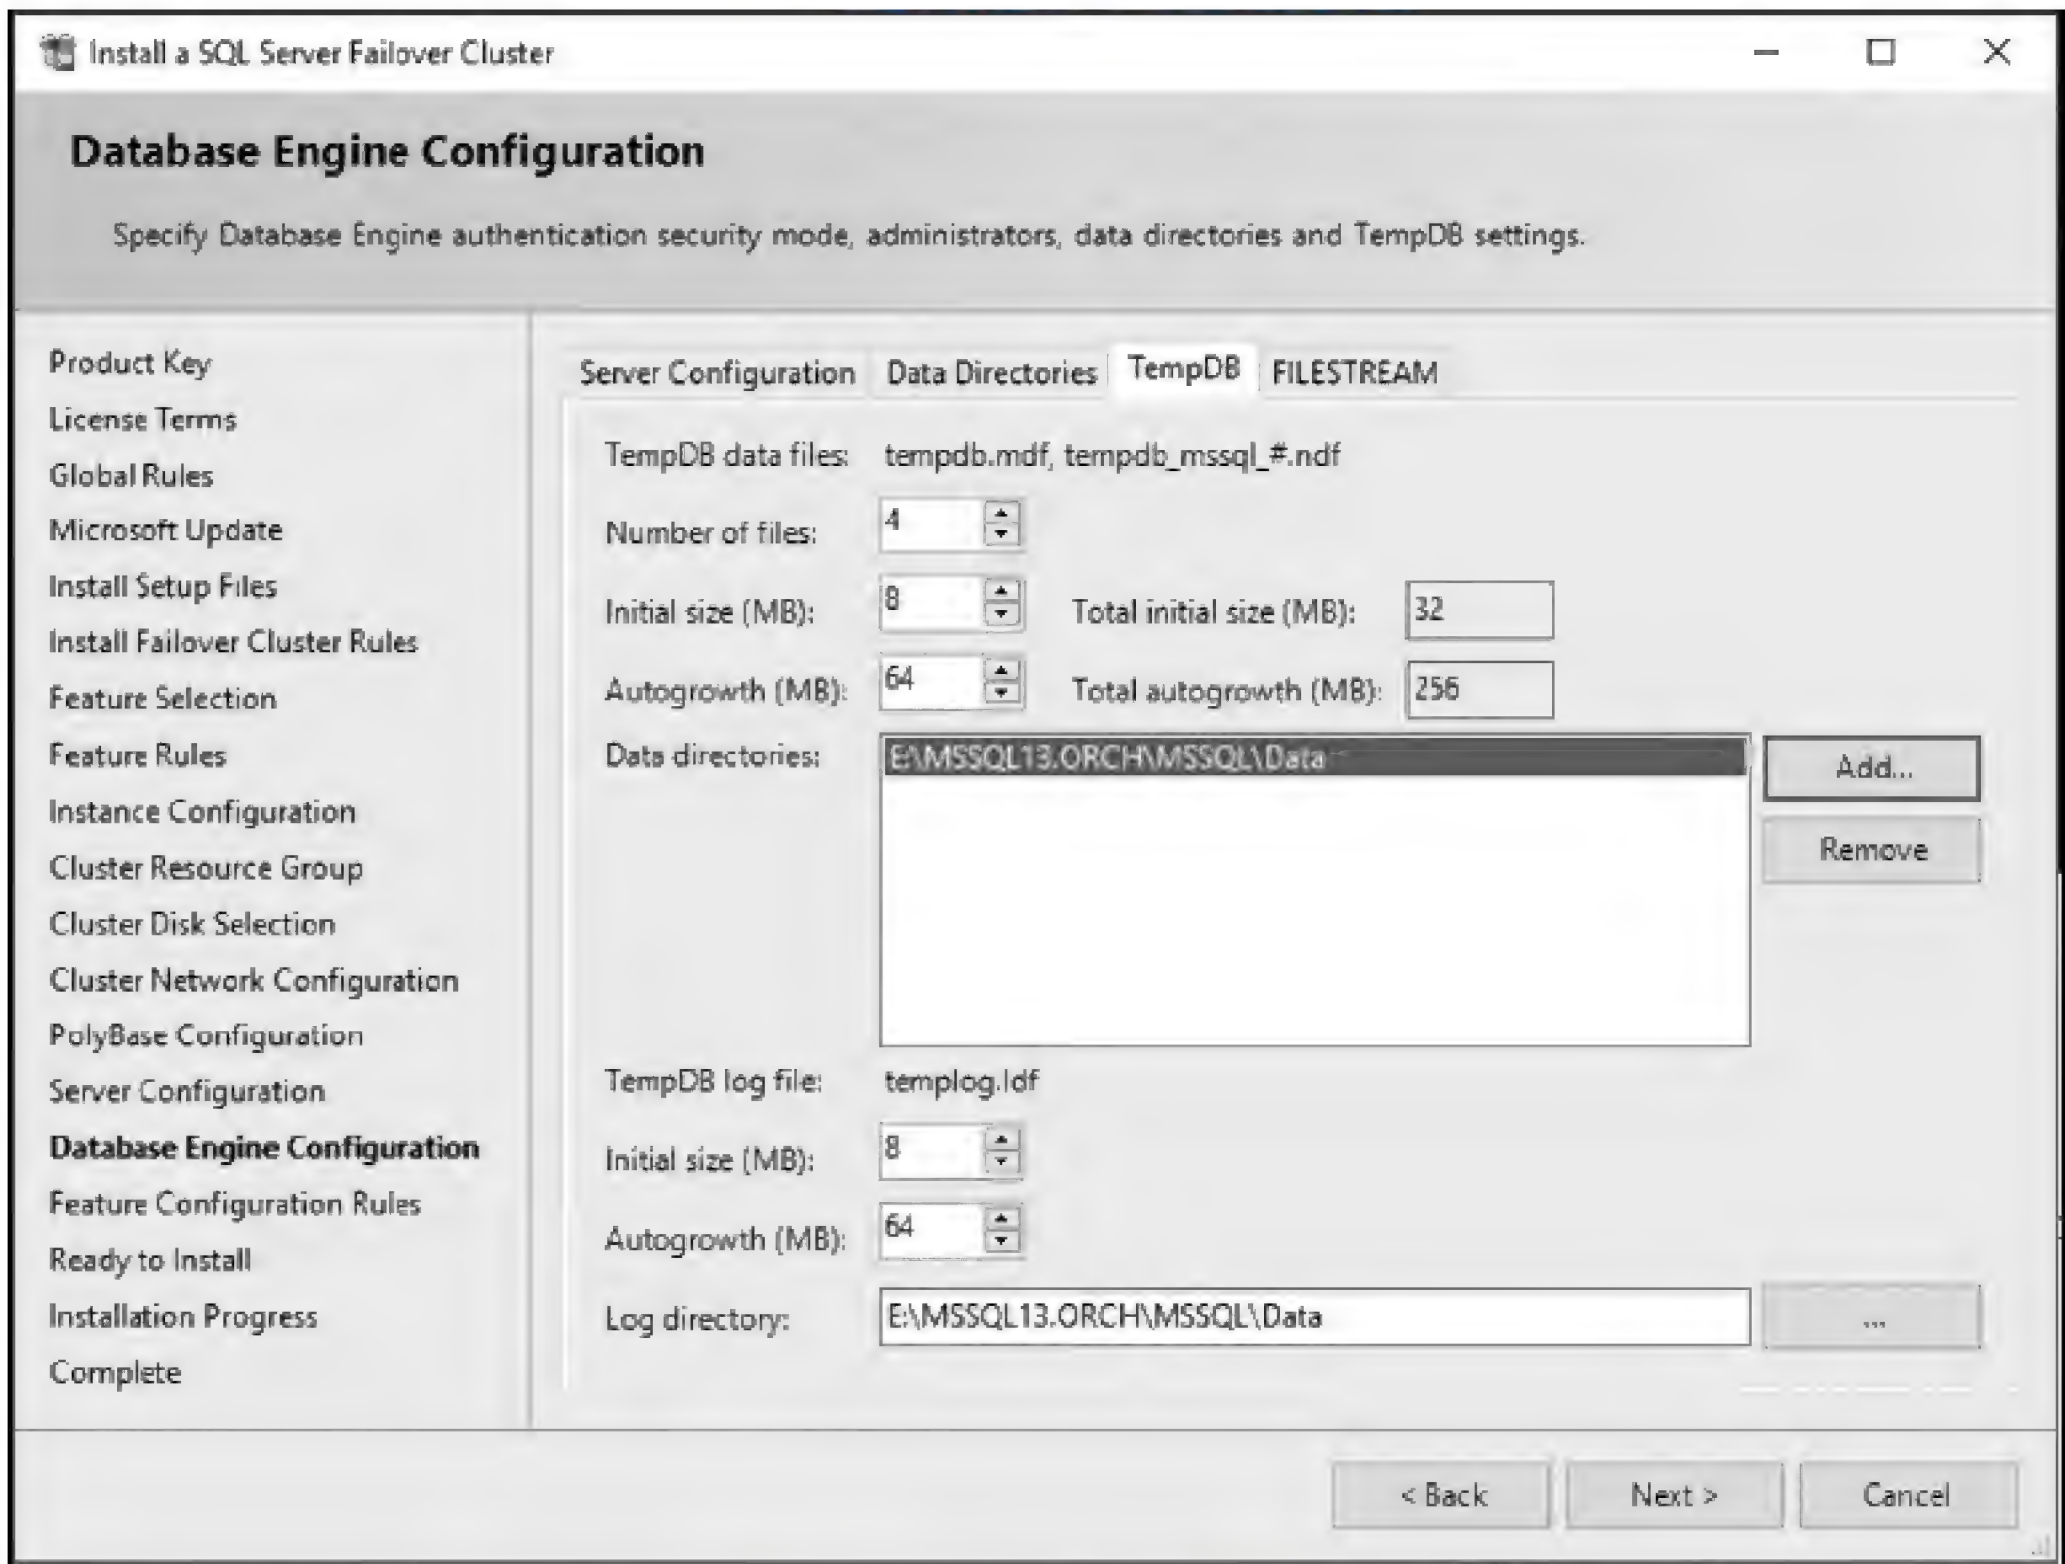 Install a SQL Server Failover Cluster
Database Engine Configuration
Specify Database Engine authentication security mode, administrators, data directories and TempDB settings.
Product Key
License Terms
Global Rules
Microsoft Update
Install Setup Files
Install Failover Cluster Rules
Feature Selection
Feature Rules
Instance Configuration
Cluster Resource Group
Cluster Disk Selection
Cluster Network Configuration
PolyBase Configuration
Server Configuration
Database Engine Configuration
Feature Configuration Rules
Ready to Install
Installation Progress
Complete
Server Configuration Data Directories TempDB FILESTREAM
TempDB data files: tempdb.mdf, tempdb_mssql_#.ndf
Number of files: 4
Initial size (MB): 8 Total initial size (MB): 32
Autogrowth (MB): 64 Total autogrowth (MB): 256
Data directories: E:\MSSQL13.ORCH\MSSQL\Data Add...
Remove
TempDB log file: templog.ldf
Initial size (MB): 8
Autogrowth (MB): 64
Log directory: E:\MSSQL13.ORCH\MSSQL\Data ...
< Back Next > Cancel